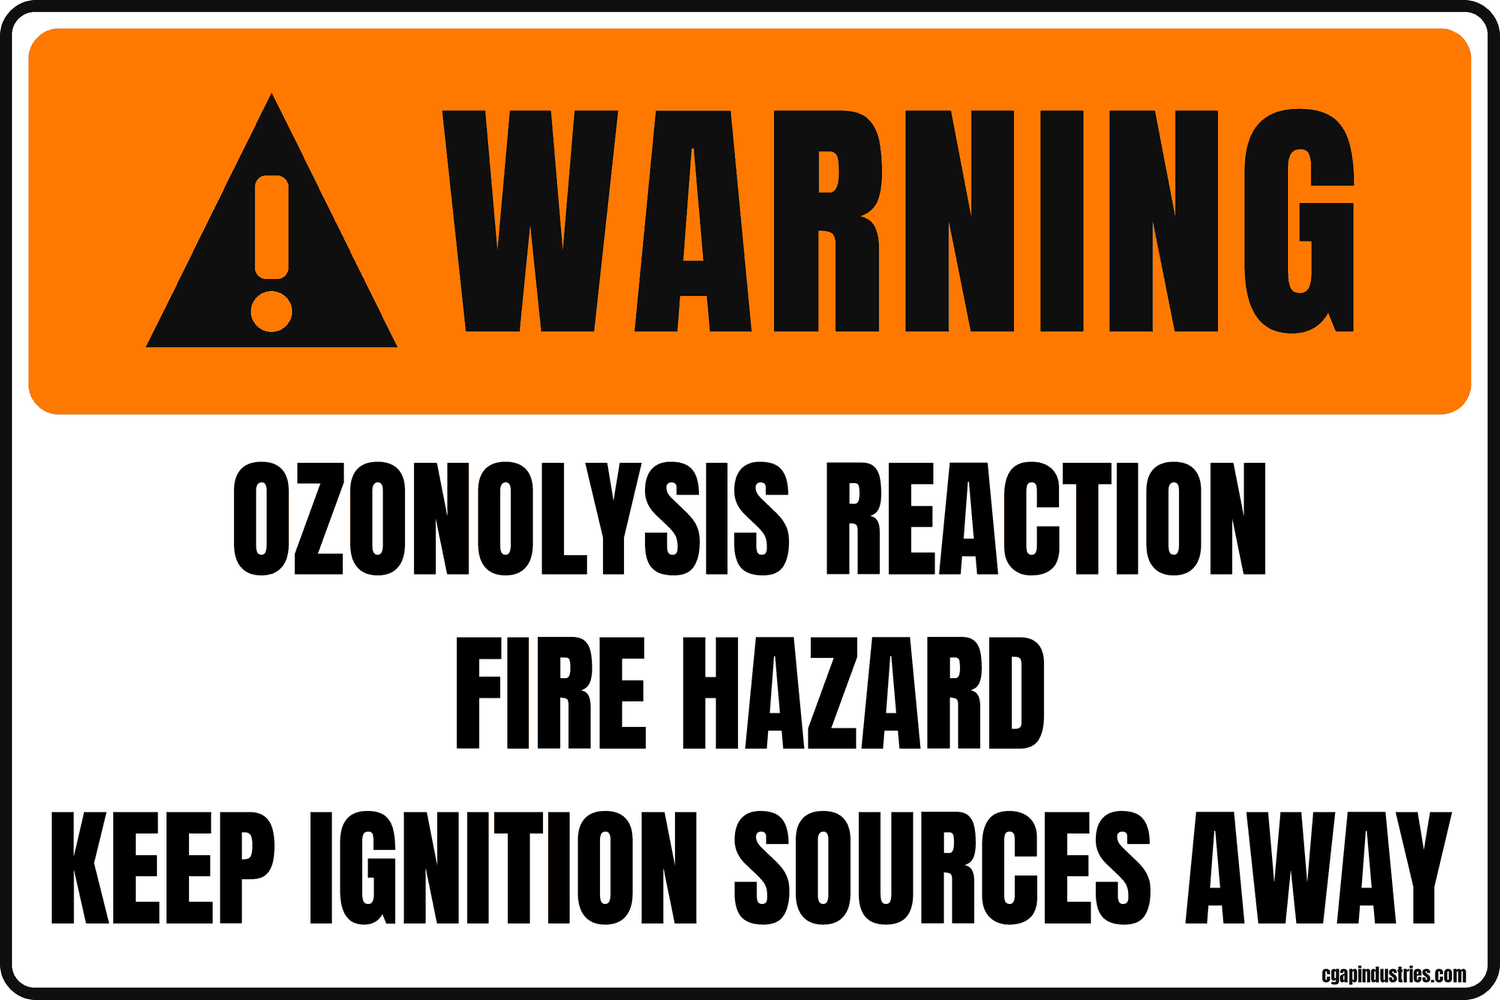 WARNING
OZONOLYSIS REACTION
FIRE HAZARD
KEEP IGNITION SOURCES AWAY
cgapindustries.com